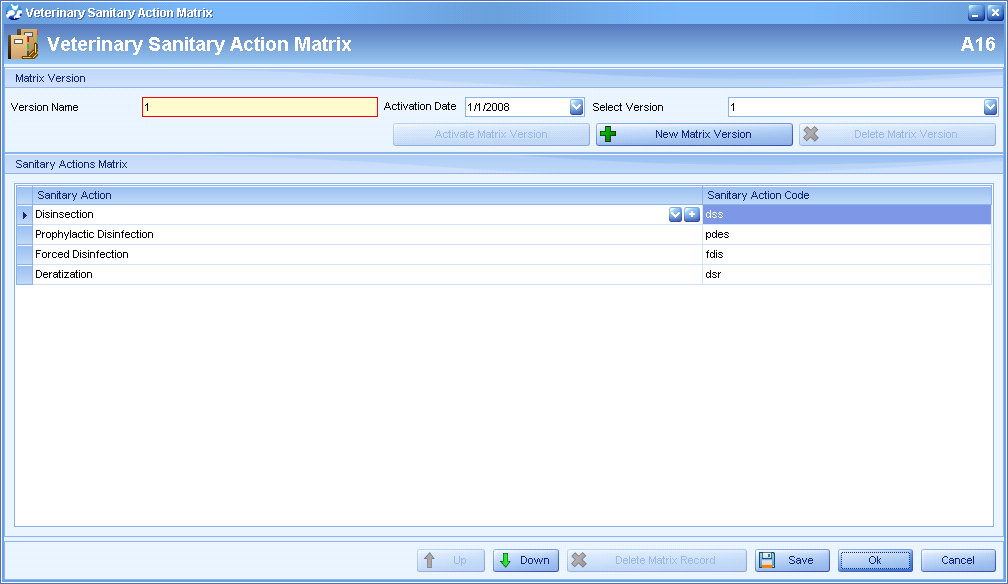 Veterinary Sanitary Action Matrix
Veterinary Sanitary Action Matrix A16
Matrix Version
Version Name 1 Activation Date 1/1/2008 Select Version 1
Activate Matrix Version New Matrix Version Delete Matrix Version
Sanitary Actions Matrix
Sanitary Action Sanitary Action Code
Disinsection dss
Prophylactic Disinfection pdes
Forced Disinfection fdis
Deratization dsr
Up Down Delete Matrix Record Save Ok Cancel